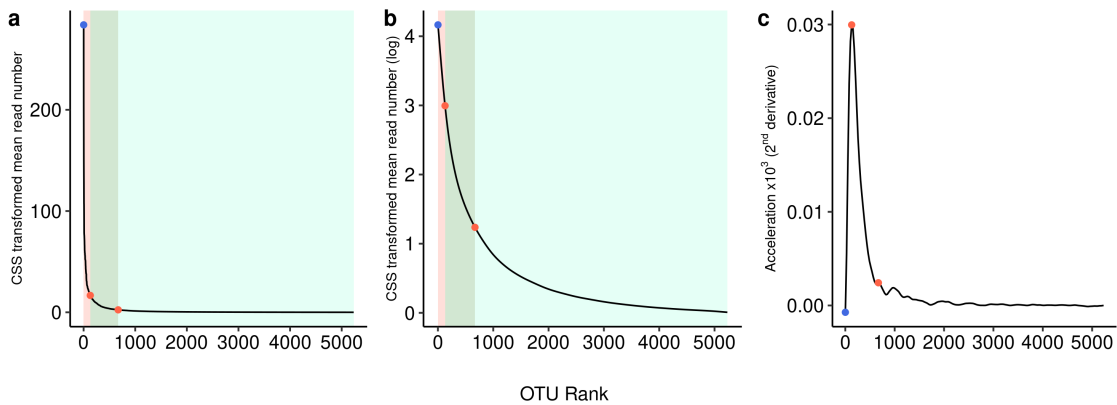 a
CSS transformed mean read number
200
100
0
0 1000 2000 3000 4000 5000
b
CSS transformed mean read number (log)
4
3
2
1
0
0 1000 2000 3000 4000 5000
c
Acceleration x10³ (2ⁿᵈ derivative)
0.03
0.02
0.01
0.00
0 1000 2000 3000 4000 5000
OTU Rank